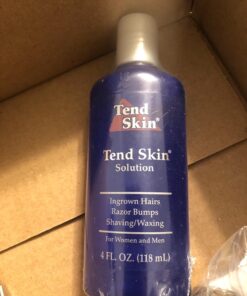 Tend
Skin®
Tend Skin®
Solution
Ingrown Hairs
Razor Bumps
Shaving/Waxing
For Women and Men
4 FL. OZ. (118 mL)